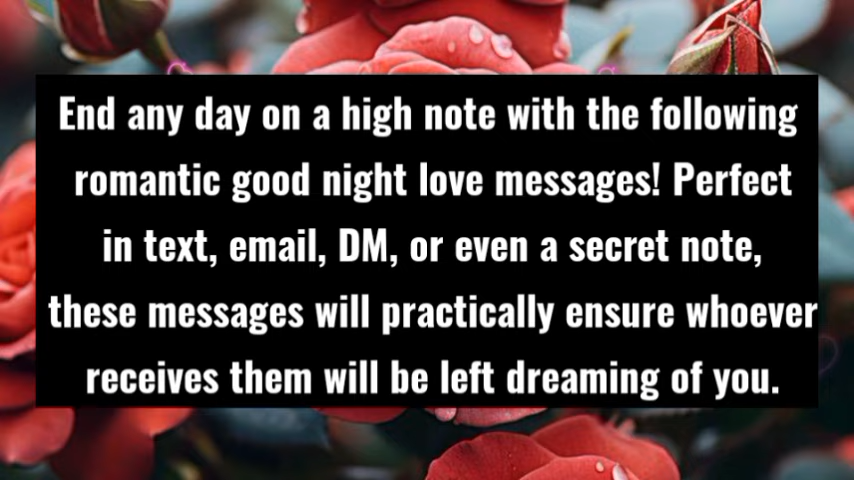 End any day on a high note with the following
romantic good night love messages! Perfect
in text, email, DM, or even a secret note,
these messages will practically ensure whoever
receives them will be left dreaming of you.